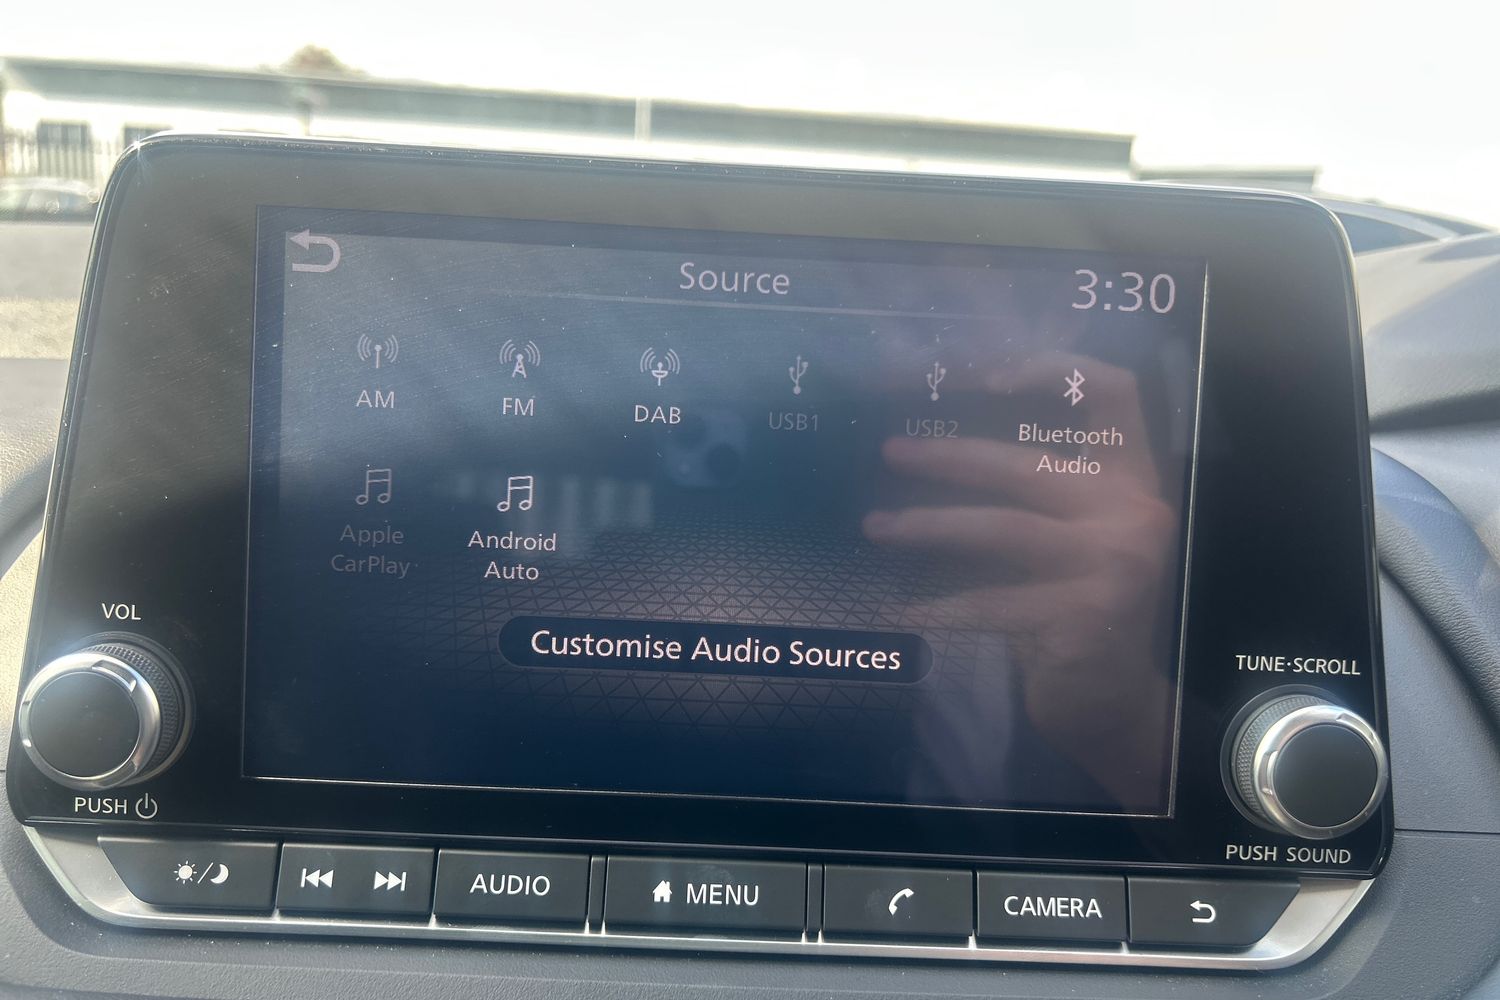 Source
3:30
AM
FM
DAB
USB1
USB2
Bluetooth
Audio
Apple
CarPlay
Android
Auto
Customise Audio Sources
VOL
PUSH
TUNE·SCROLL
PUSH SOUND
AUDIO
MENU
CAMERA